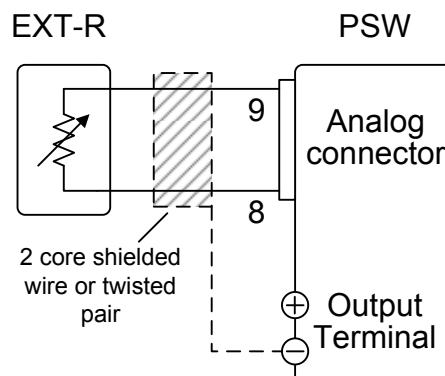 EXT-R
PSW
9
Analog
connector
8
2 core shielded
wire or twisted
pair
+
Output
Terminal
−